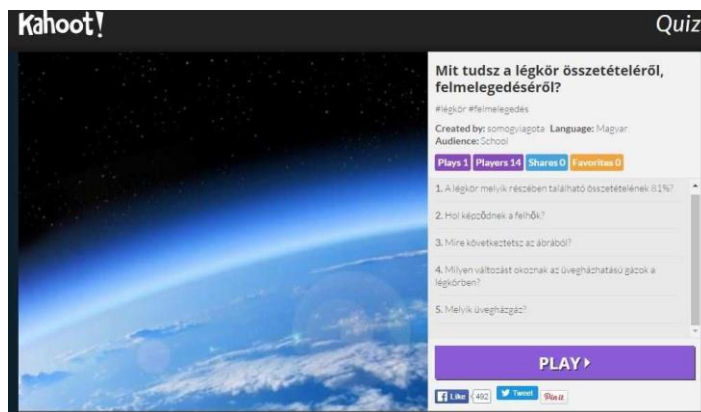 Kahoot!
Quiz
Mit tudsz a légkör összetételéről,
felmelegedéséről?
#légkör #felmelegedés
Created by: somogyiagota Language: Magyar
Audience: School
Plays 1 Players 14 Shares 0 Favorites 0
1. A légkör melyik részében található összetételének 81%?
2. Hol képződnek a felhők?
3. Mire következtetsz az ábrából?
4. Milyen változást okoznak az üvegházhatású gázok a
légkörben?
5. Melyik üvegházgáz?
PLAY
Like 492 Tweet Pin it